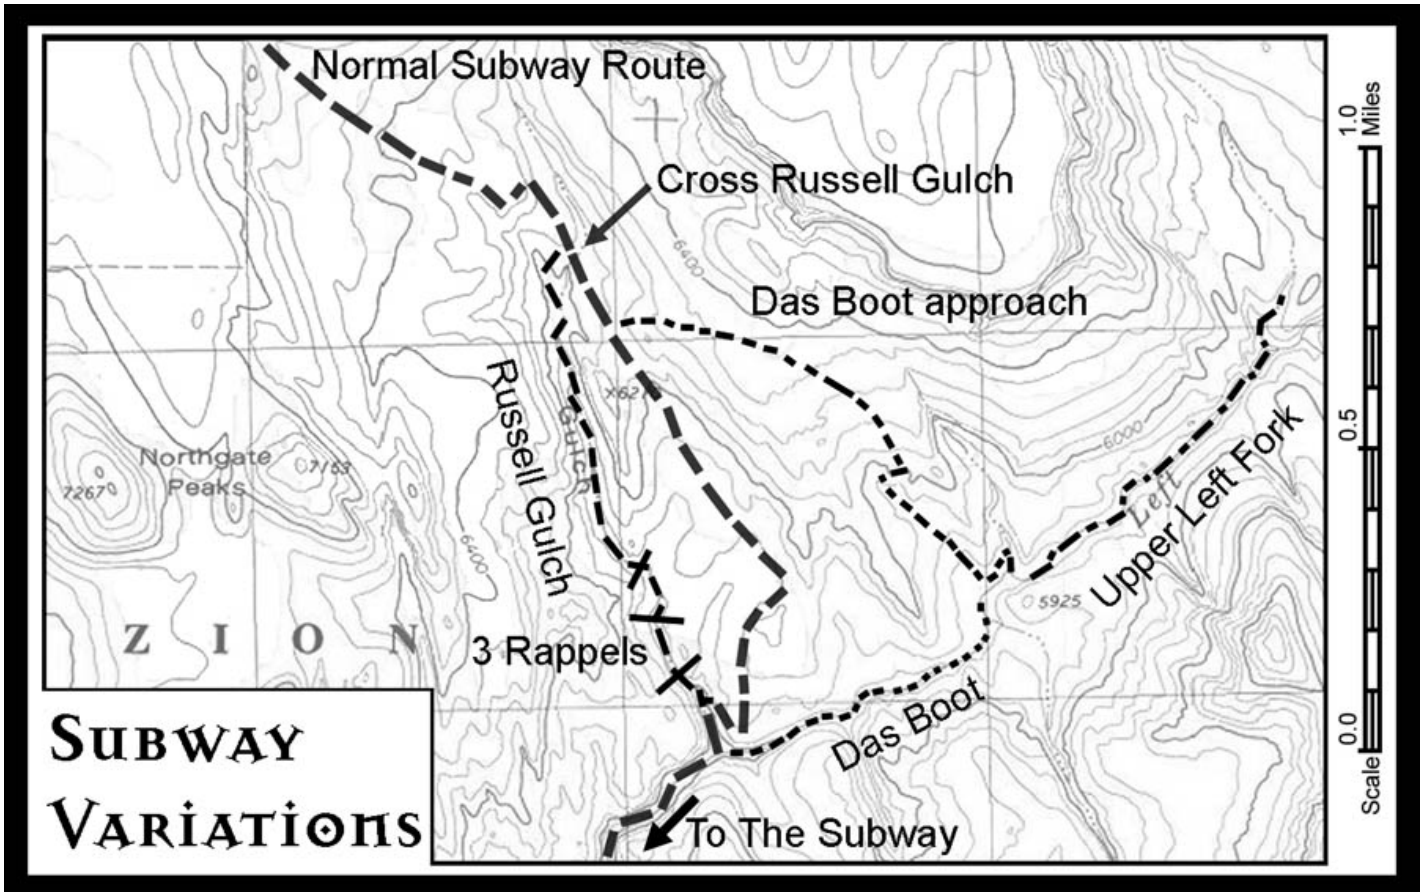 Normal Subway Route
Cross Russell Gulch
6400
Das Boot approach
Russell Gulch
Gulch
Northgate
Peaks
7267
7153
6400
6000
Left
Upper Left Fork
5925
Z I O N
3 Rappels
Das Boot
To The Subway
SUBWAY
VARIATIONS
1.0
Miles
0.5
0.0
Scale